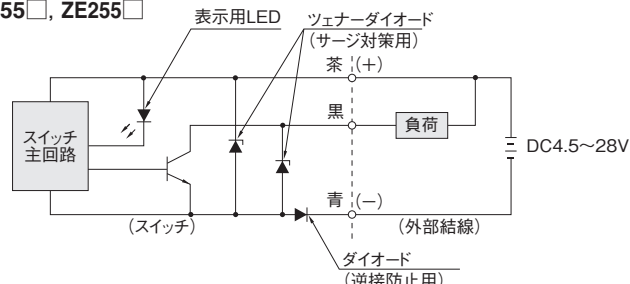 55□, ZE255□
表示用LED
ツェナーダイオード
(サージ対策用)
茶 (+)
黒
負荷
スイッチ
主回路
DC4.5〜28V
青 (−)
(スイッチ)
(外部結線)
ダイオード
(逆接防止用)